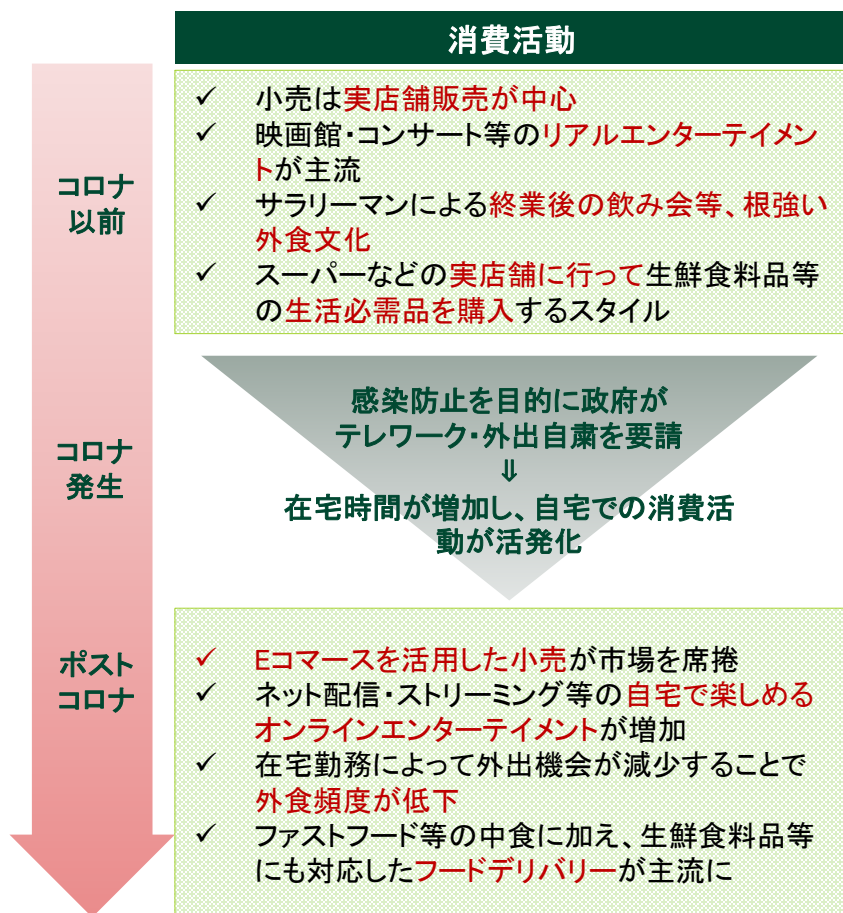 消費活動
コロナ
以前
✓ 小売は実店舗販売が中心
✓ 映画館・コンサート等のリアルエンターテイメン
トが主流
✓ サラリーマンによる終業後の飲み会等、根強い
外食文化
✓ スーパーなどの実店舗に行って生鮮食料品等
の生活必需品を購入するスタイル
コロナ
発生
感染防止を目的に政府が
テレワーク・外出自粛を要請
⇓
在宅時間が増加し、自宅での消費活
動が活発化
ポスト
コロナ
✓ Eコマースを活用した小売が市場を席捲
✓ ネット配信・ストリーミング等の自宅で楽しめる
オンラインエンターテイメントが増加
✓ 在宅勤務によって外出機会が減少することで
外食頻度が低下
✓ ファストフード等の中食に加え、生鮮食料品等
にも対応したフードデリバリーが主流に